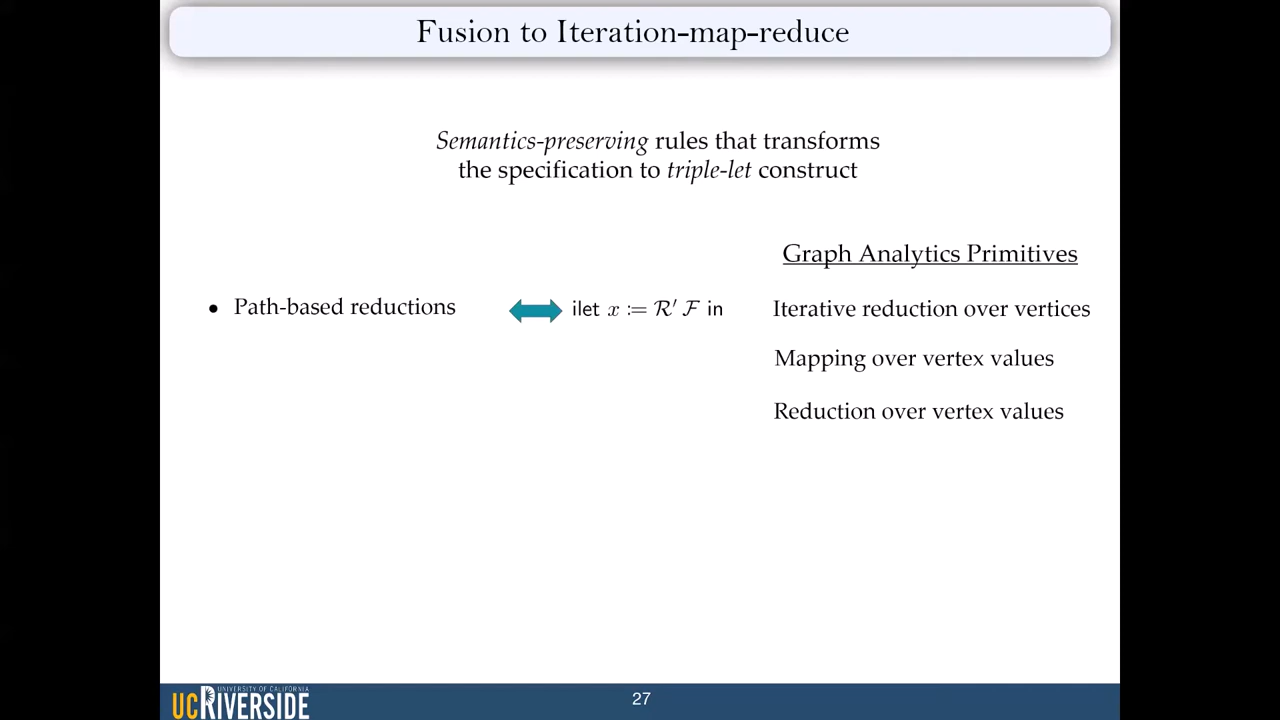 Fusion to Iteration-map-reduce
Semantics-preserving rules that transforms
the specification to triple-let construct
Graph Analytics Primitives
• Path-based reductions
ilet x := R′ F in
Iterative reduction over vertices
Mapping over vertex values
Reduction over vertex values
UNIVERSITY OF CALIFORNIA
UCRIVERSIDE
27